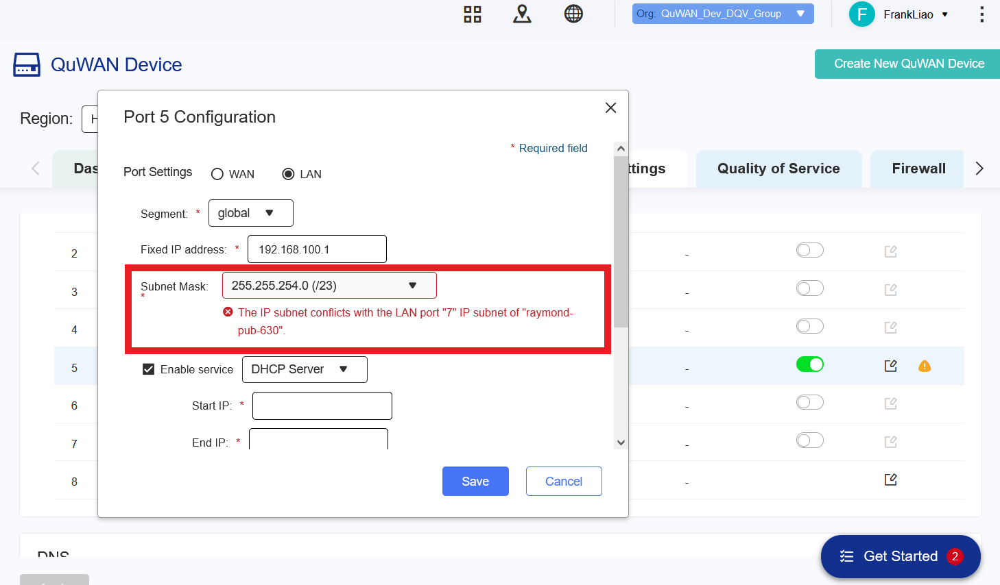 Org: QuWAN_Dev_DQV_Group
F FrankLiao
QuWAN Device
Create New QuWAN Device
Region: H
Port 5 Configuration
* Required field
Das
ttings
Quality of Service
Firewall
Port Settings WAN LAN
Segment: * global
Fixed IP address: * 192.168.100.1
Subnet Mask: * 255.255.254.0 (/23)
The IP subnet conflicts with the LAN port "7" IP subnet of "raymond-
pub-630".
Enable service DHCP Server
Start IP: *
End IP: *
Save Cancel
2 -
3 -
4 -
5 -
6 -
7 -
8 -
DNS
Get Started 2